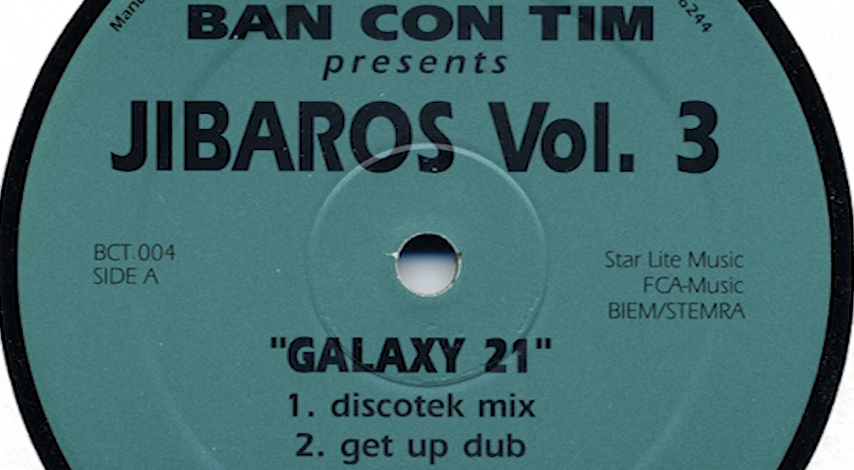 BAN CON TIM
presents
JIBAROS Vol. 3
BCT 004
SIDE A
Star Lite Music
FCA-Music
BIEM/STEMRA
"GALAXY 21"
1. discotek mix
2. get up dub